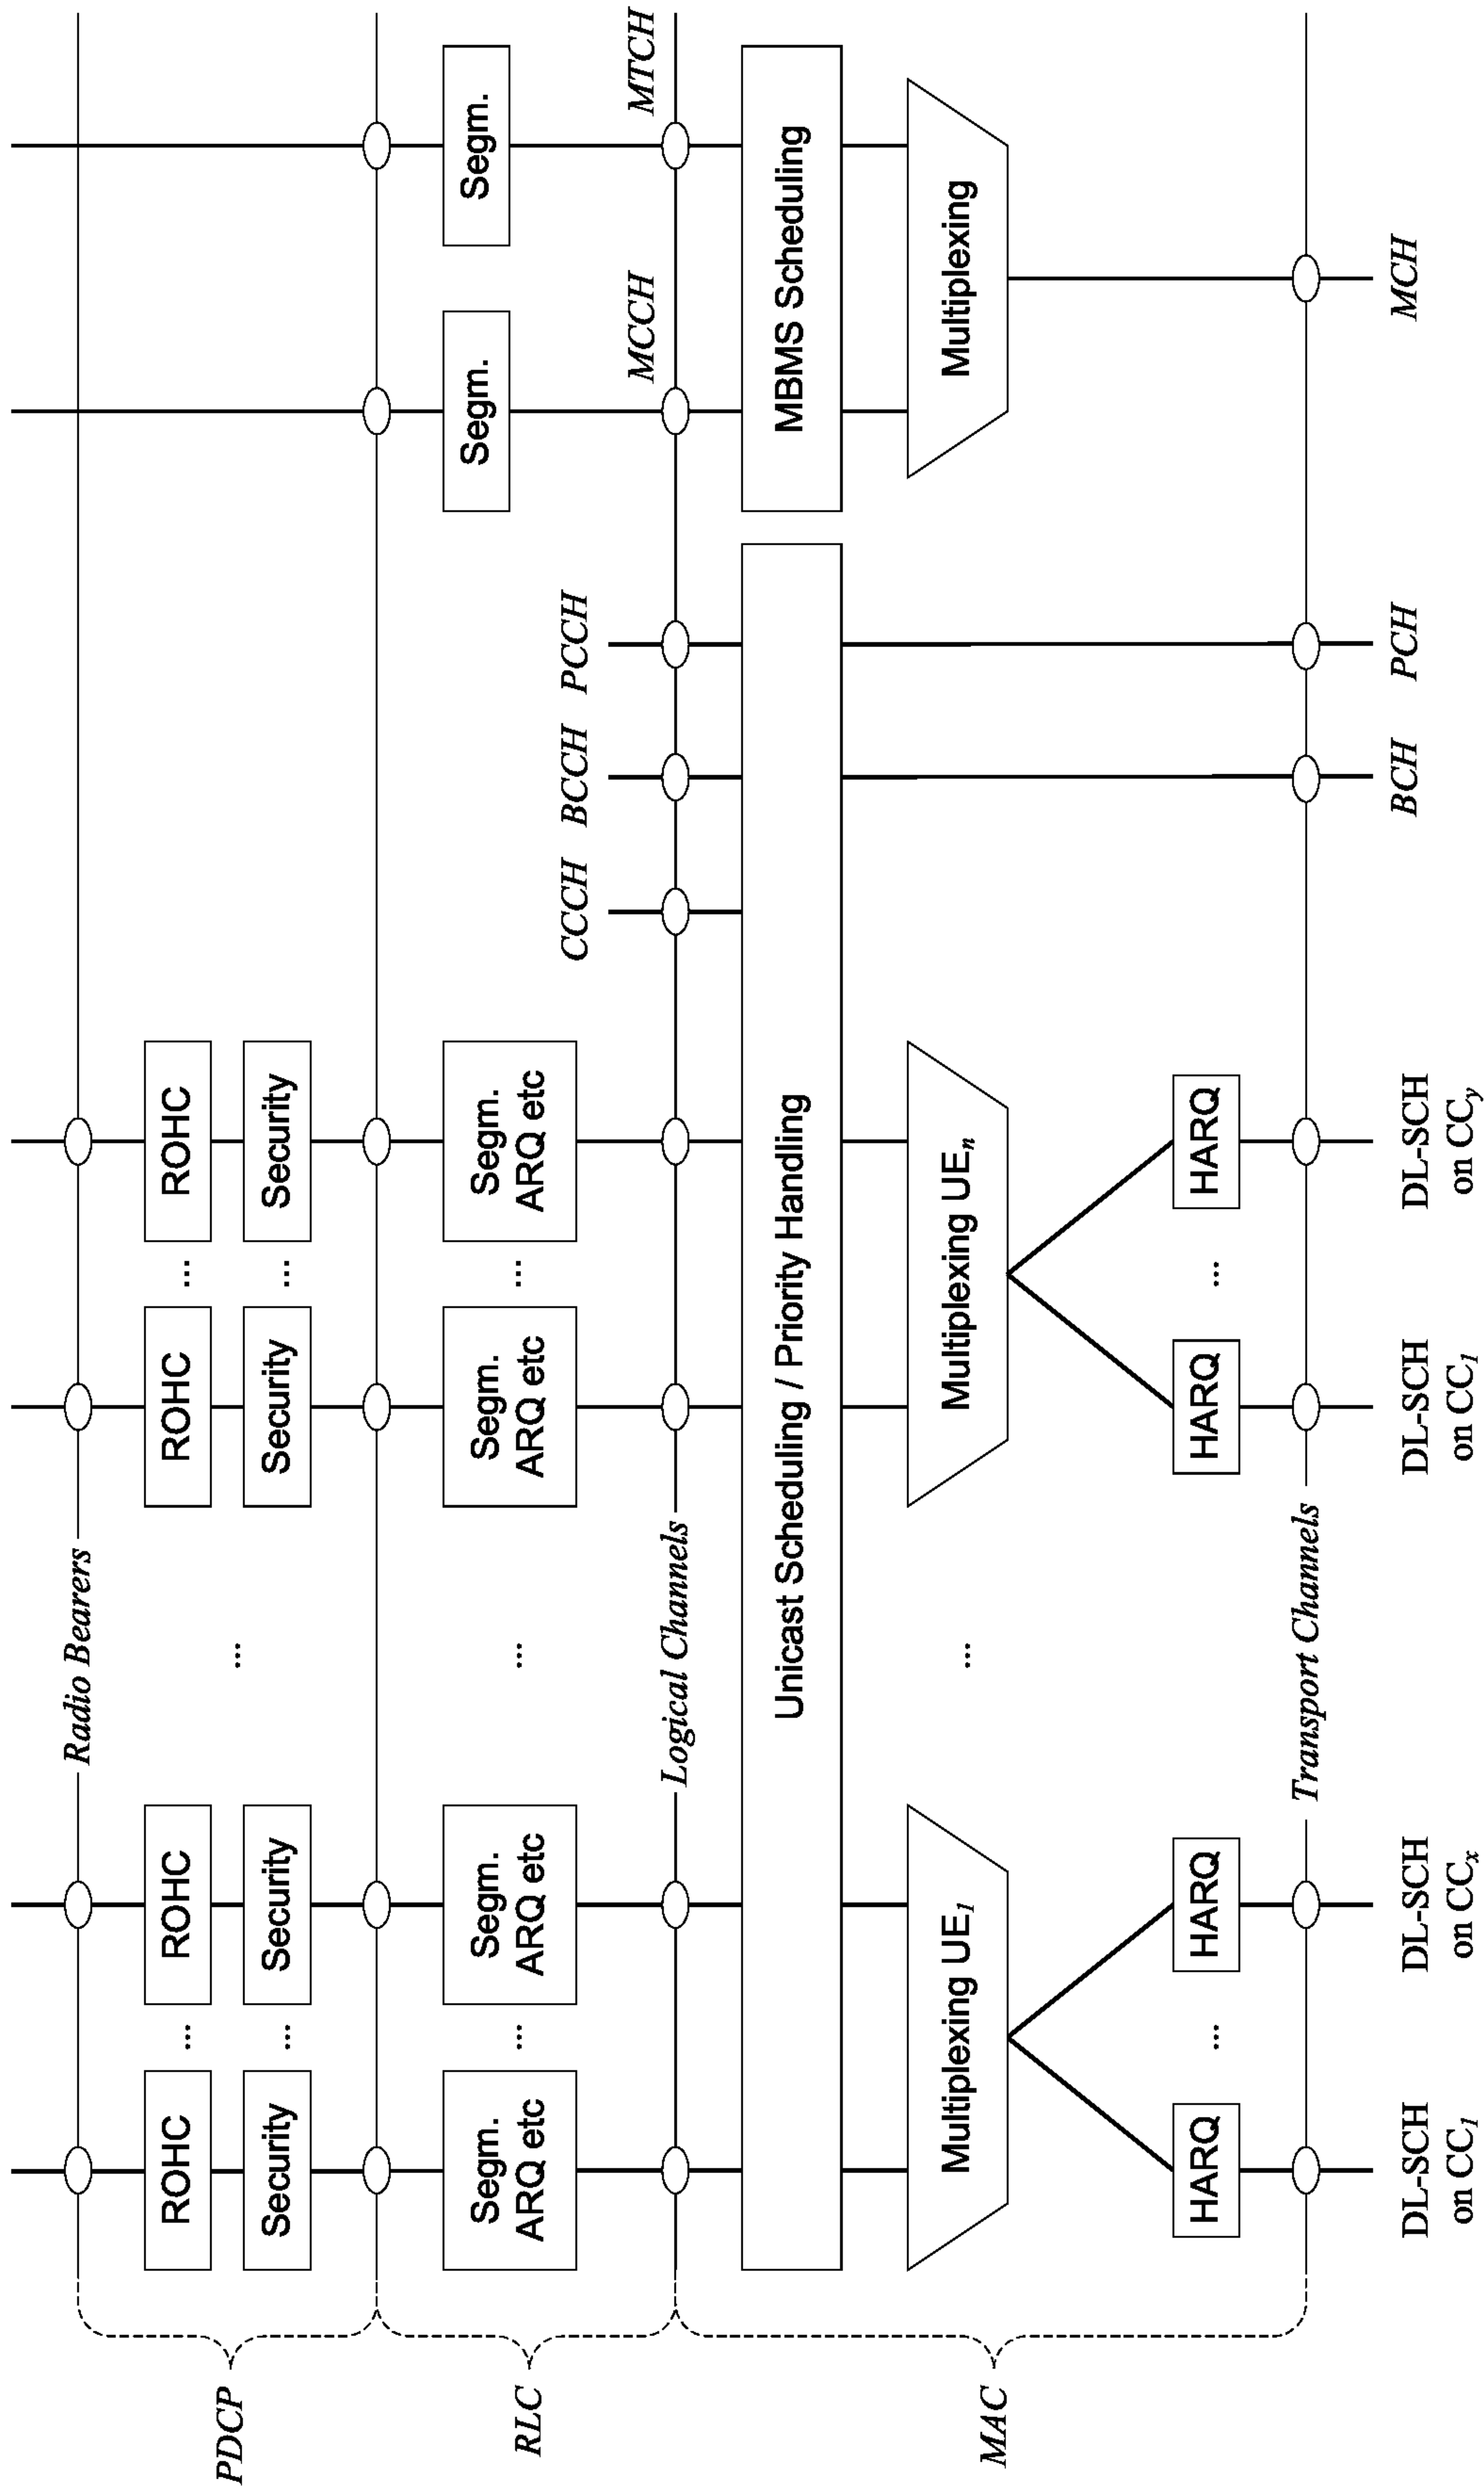 Radio Bearers
PDCP
ROHC
...
ROHC
ROHC
...
ROHC
Security
...
Security
...
Security
...
Security
RLC
Segm.
ARQ etc
...
Segm.
ARQ etc
...
Segm.
ARQ etc
...
Segm.
ARQ etc
Segm.
Segm.
Logical Channels
CCCH
BCCH
PCCH
MCCH
MTCH
MAC
Unicast Scheduling / Priority Handling
MBMS Scheduling
Multiplexing UE1
...
Multiplexing UEn
Multiplexing
HARQ
...
HARQ
HARQ
...
HARQ
Transport Channels
DL-SCH
on CC1
DL-SCH
on CCx
DL-SCH
on CC1
DL-SCH
on CCy
BCH
PCH
MCH